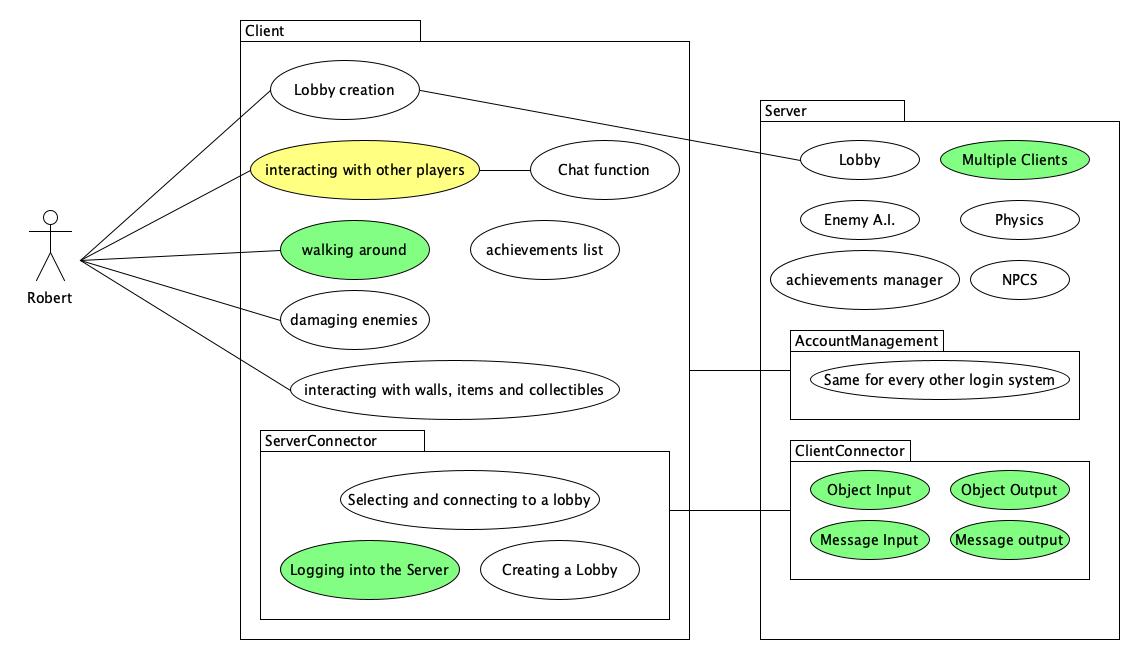 Client
Lobby creation
interacting with other players
Chat function
walking around
achievements list
damaging enemies
interacting with walls, items and collectibles
ServerConnector
Selecting and connecting to a lobby
Logging into the Server
Creating a Lobby
Robert
Server
Lobby
Multiple Clients
Enemy A.I.
Physics
achievements manager
NPCS
AccountManagement
Same for every other login system
ClientConnector
Object Input
Object Output
Message Input
Message output